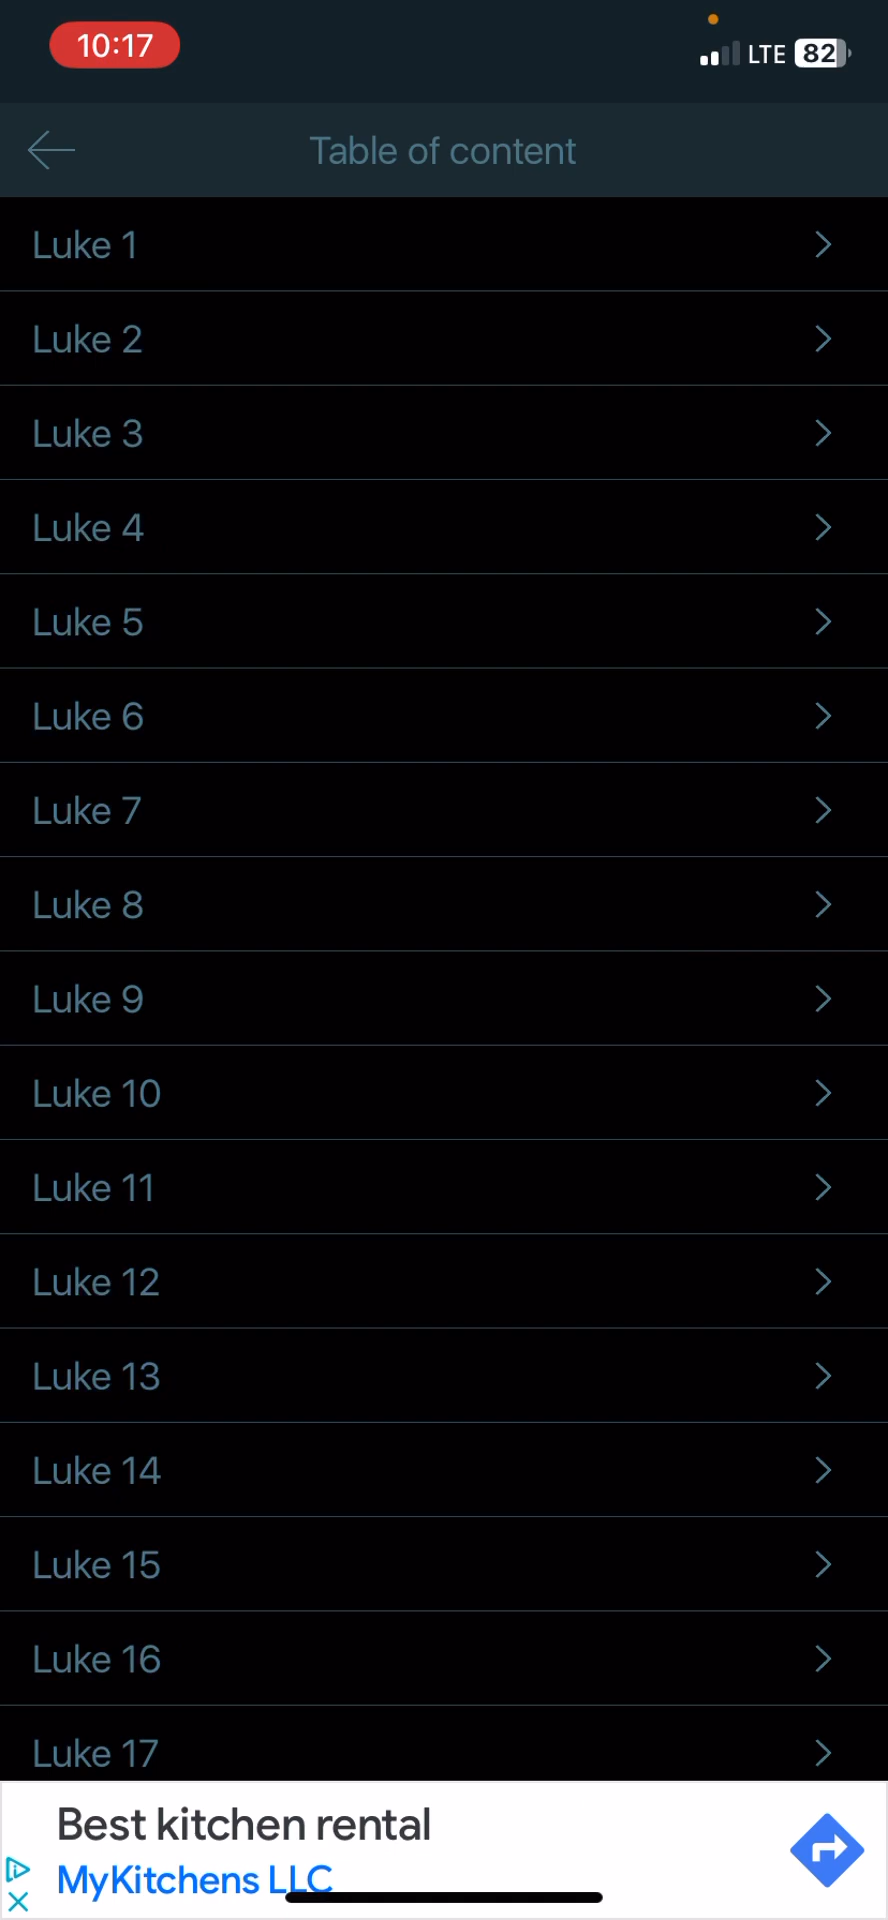 10:17
LTE 82
Table of content
Luke 1
Luke 2
Luke 3
Luke 4
Luke 5
Luke 6
Luke 7
Luke 8
Luke 9
Luke 10
Luke 11
Luke 12
Luke 13
Luke 14
Luke 15
Luke 16
Luke 17
Best kitchen rental
MyKitchens LLC